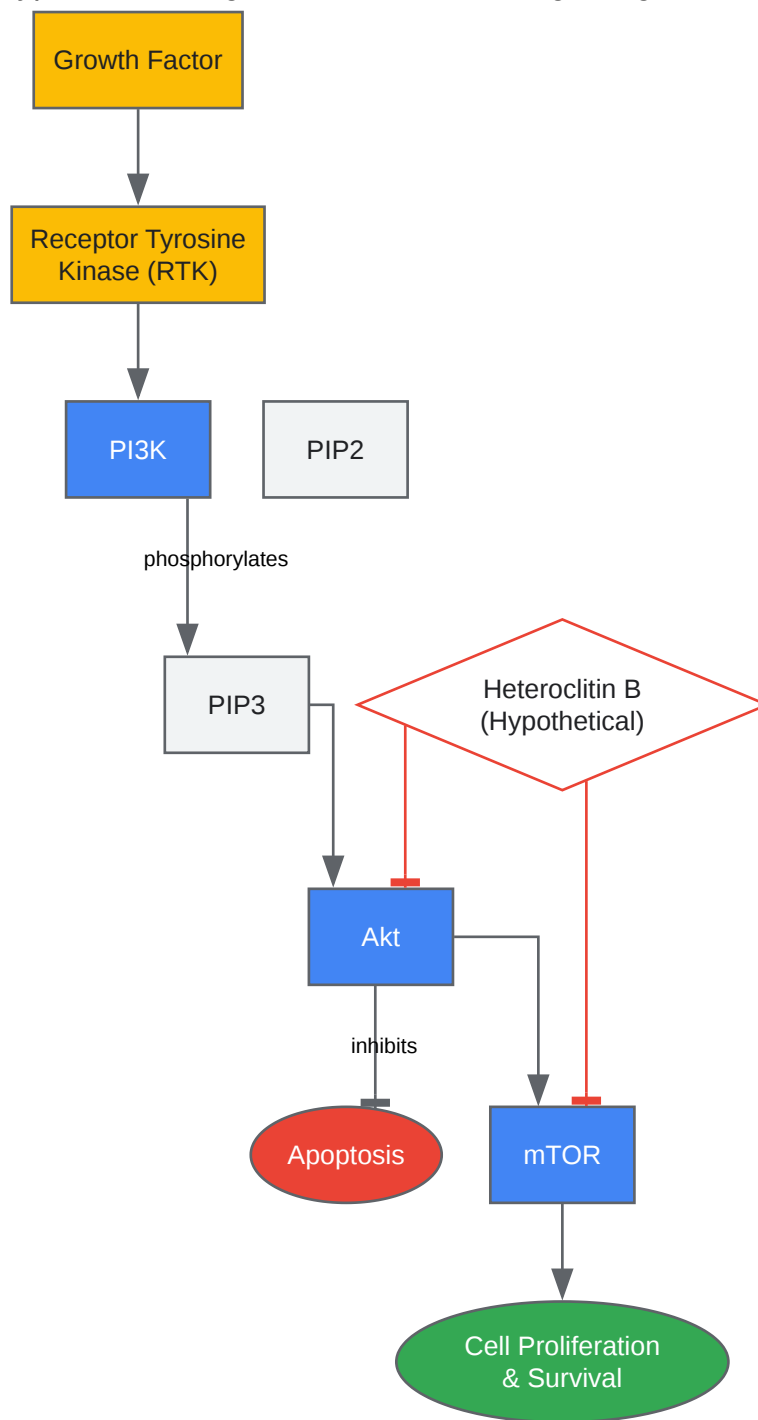 Growth Factor
Receptor Tyrosine
Kinase (RTK)
PI3K
PIP2
phosphorylates
PIP3
Heteroclitin B
(Hypothetical)
Akt
inhibits
Apoptosis
mTOR
Cell Proliferation
& Survival